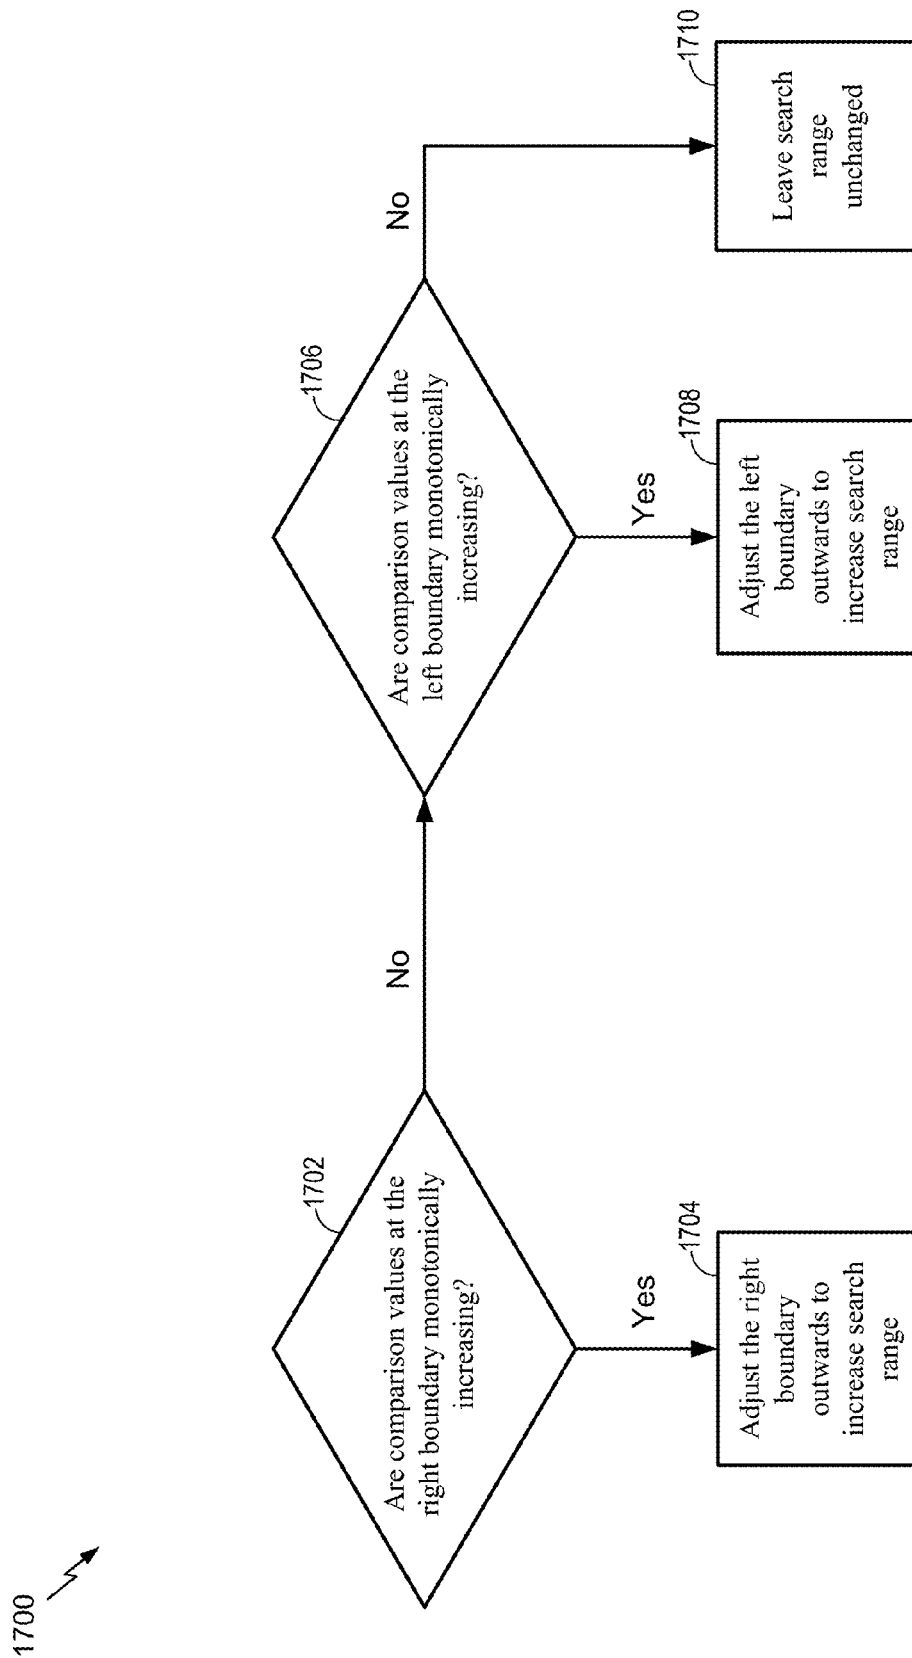 1700
1702
Are comparison values at the
right boundary monotonically
increasing?
No
Yes
1704
Adjust the right
boundary
outwards to
increase search
range
1706
Are comparison values at the
left boundary monotonically
increasing?
No
Yes
1708
Adjust the left
boundary
outwards to
increase search
range
1710
Leave search
range
unchanged